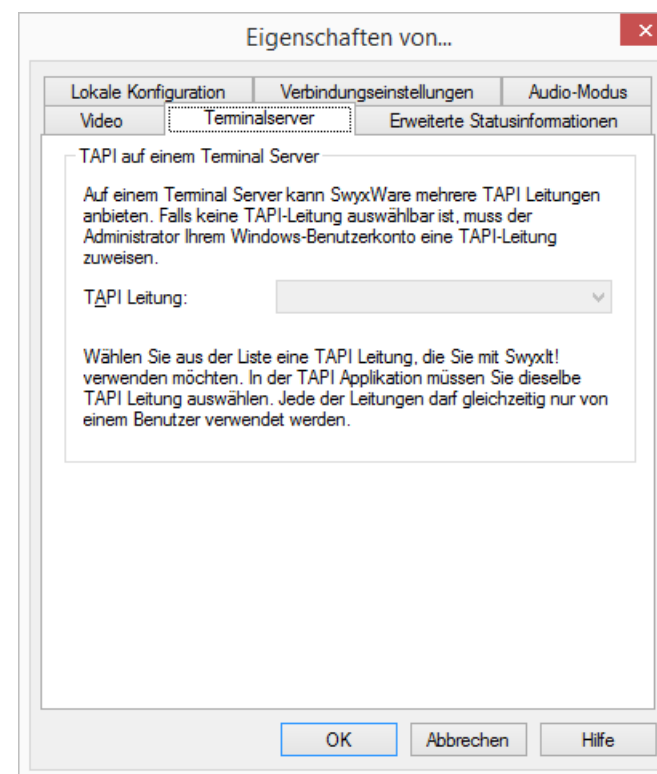 Eigenschaften von...
Lokale Konfiguration Verbindungseinstellungen Audio-Modus
Video Terminalserver Erweiterte Statusinformationen
TAPI auf einem Terminal Server
Auf einem Terminal Server kann SwyxWare mehrere TAPI Leitungen
anbieten. Falls keine TAPI-Leitung auswählbar ist, muss der
Administrator Ihrem Windows-Benutzerkonto eine TAPI-Leitung
zuweisen.
TAPI Leitung:
Wählen Sie aus der Liste eine TAPI Leitung, die Sie mit SwyxIt!
verwenden möchten. In der TAPI Applikation müssen Sie dieselbe
TAPI Leitung auswählen. Jede der Leitungen darf gleichzeitig nur von
einem Benutzer verwendet werden.
OK Abbrechen Hilfe